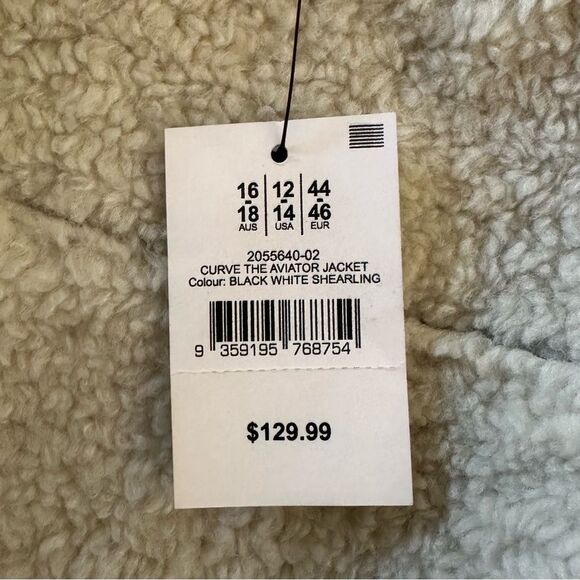 16 - 18 AUS | 12 - 14 USA | 44 - 46 EUR
2055640-02
CURVE THE AVIATOR JACKET
Colour: BLACK WHITE SHEARLING
9 359195 768754
$129.99